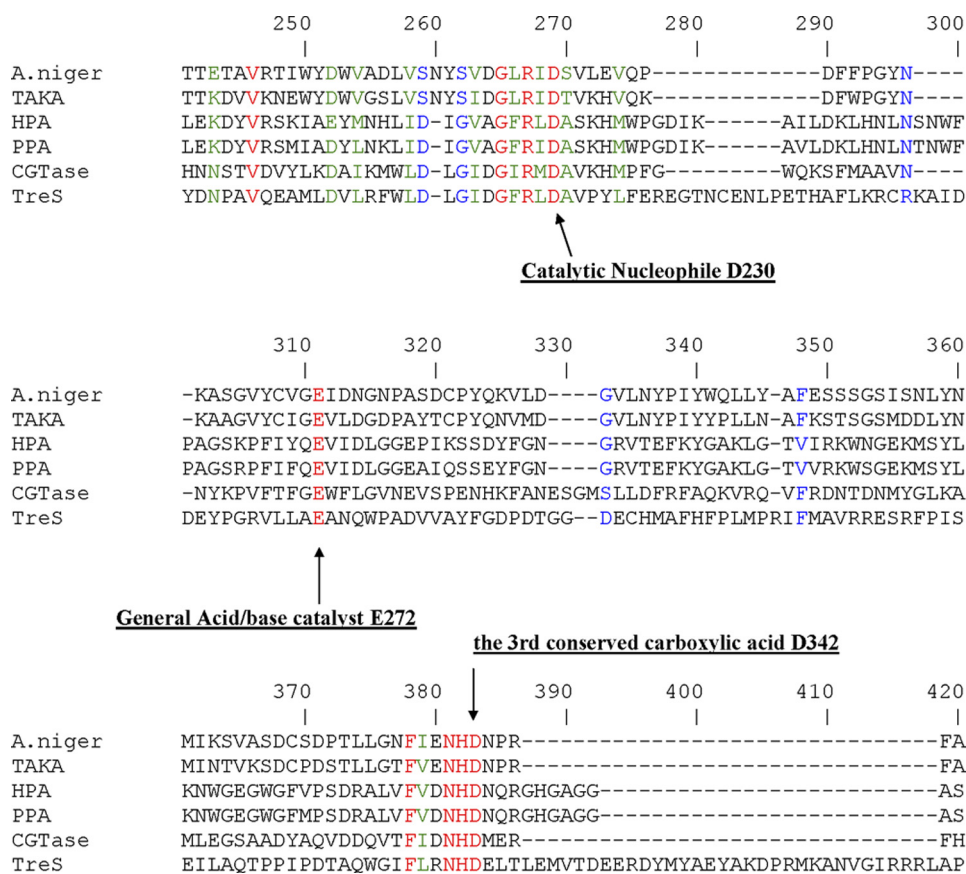 250 260 270 280 290 300
| | | | | |
A.niger TTETAVRTIWYDWVADLVSNYSVDGLRIDSVLEVQP-------------DFFPGYN----
TAKA TTKDVVKNEWYDWVGSLVSNYSIDGLRIDTVKHVQK-------------DFWPGYN----
HPA LEKDYVRSKIAEYMNHLID-IGVAGFRLDASKHMWPGDIK------AILDKLHNLNSNWF
PPA LEKDYVRSMIADYLNKLID-IGVAGFRIDASKHMWPGDIK------AVLDKLHNLNTNWF
CGTase HNNSTVDVYLKDAIKMWLD-LGIDGIRMDAVKHMPFG---------WQKSFMAAVN----
TreS YDNPAVQEAMLDVLRFWLD-LGIDGFRLDAVPYLFEREGTNCENLPETHAFLKRCRKAID
Catalytic Nucleophile D230
310 320 330 340 350 360
| | | | | |
A.niger -KASGVYCVGEIDNGNPASDCPYQKVLD----GVLNYPIYWQLLY-AFESSSGSISNLYN
TAKA -KAAGVYCIGEVLDGDPAYTCPYQNVMD----GVLNYPIYYPLLN-AFKSTSGSMDDLYN
HPA PAGSKPFIYQEVIDLGGEPIKSSDYFGN----GRVTEFKYGAKLG-TVIRKWNGEKMSYL
PPA PAGSRPFIFQEVIDLGGEAIQSSEYFGN----GRVTEFKYGAKLG-TVVRKWSGEKMSYL
CGTase -NYKPVFTFGEWFLGVNEVSPENHKFANESGMSLLDFRFAQKVRQ-VFRDNTDNMYGLKA
TreS DEYPGRVLLAEANQWPADVVAYFGDPDTGG--DECHMAFHFPLMPRIFMAVRRESRFPIS
General Acid/base catalyst E272
the 3rd conserved carboxylic acid D342
370 380 390 400 410 420
| | | | | |
A.niger MIKSVASDCSDPTLLGNFIENHDNPR--------------------------------FA
TAKA MINTVKSDCPDSTLLGTFVENHDNPR--------------------------------FA
HPA KNWGEGWGFVPSDRALVFVDNHDNQRGHGAGG--------------------------AS
PPA KNWGEGWGFMPSDRALVFVDNHDNQRGHGAGG--------------------------AS
CGTase MLEGSAADYAQVDDQVTFIDNHDMER--------------------------------FH
TreS EILAQTPPIPDTAQWGIFLRNHDELTLEMVTDEERDYMYAEYAKDPRMKANVGIRRRLAP